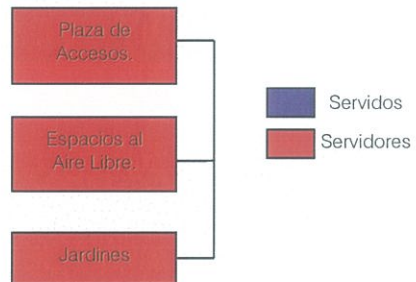 Plaza de
Accesos.
Espacios al
Aire Libre.
Jardines
Servidos
Servidores